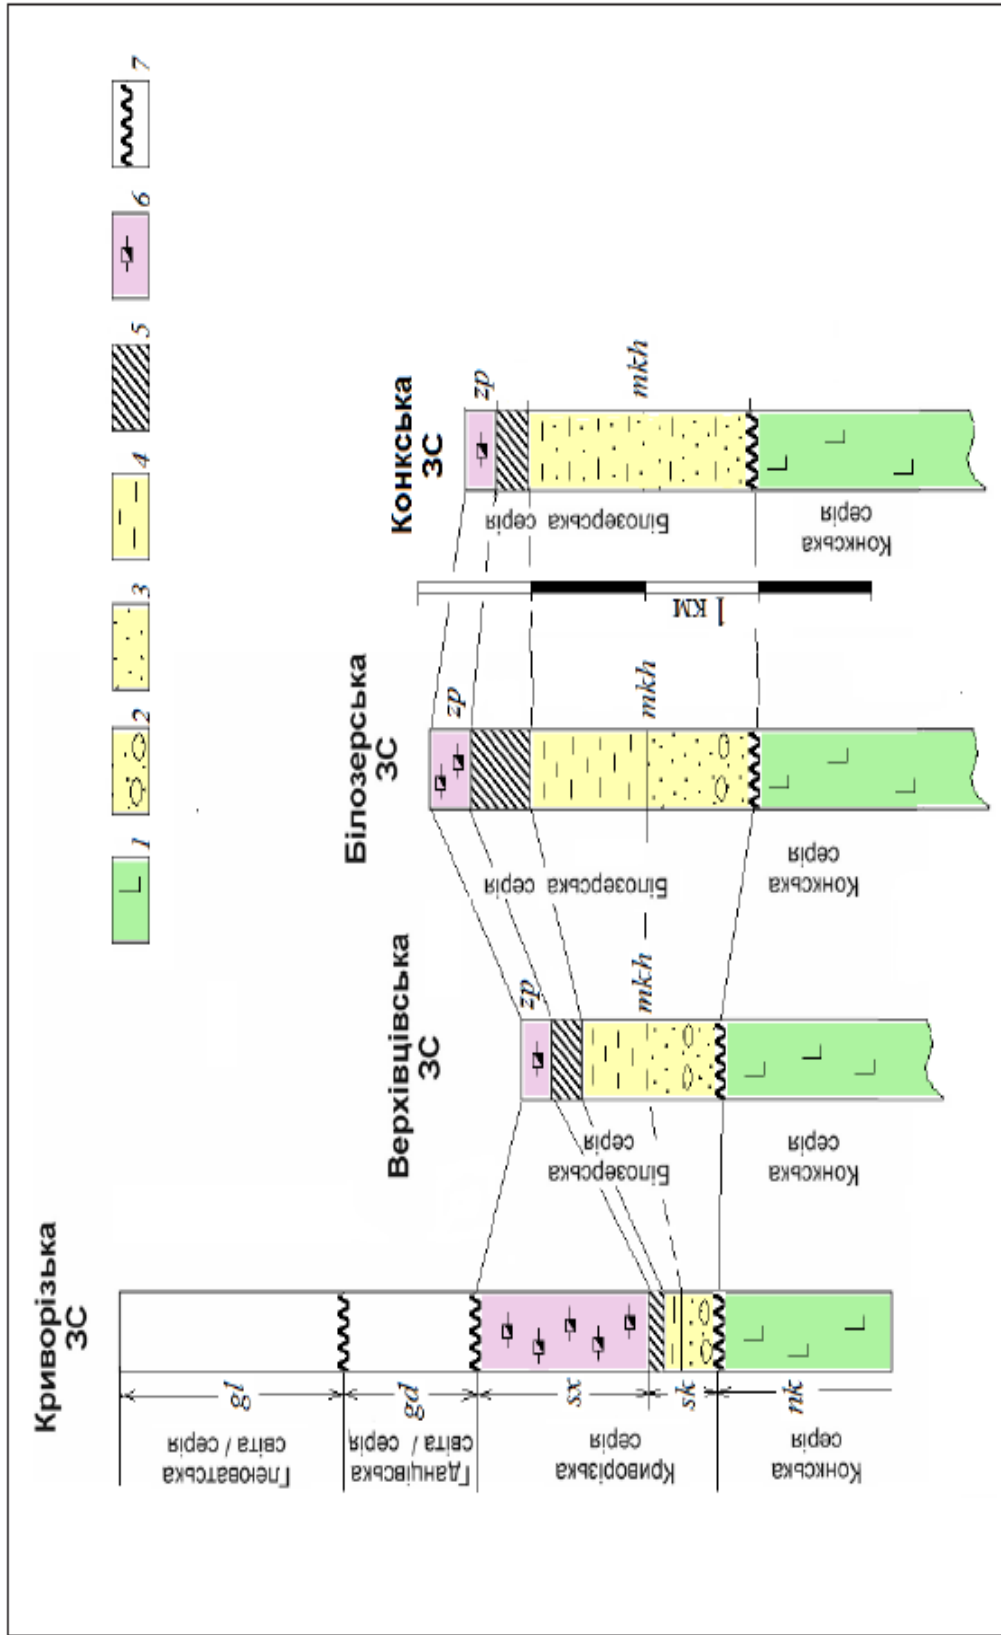 Криворізька
ЗС
Верхівцівська
ЗС
Білозерська
ЗС
Конкська
ЗС
gl
gd
sx
sk
nk
Глеюватська
світа / серія
Гданцівська
світа / серія
Криворізька
серія
Конкська
серія
zp
mkh
Білозерська
серія
Конкська
серія
zp
mkh
Білозерська серія
Конкська
серія
1 км
zp
mkh
Білозерська серія
Конкська
серія
1
2
3
4
5
6
7